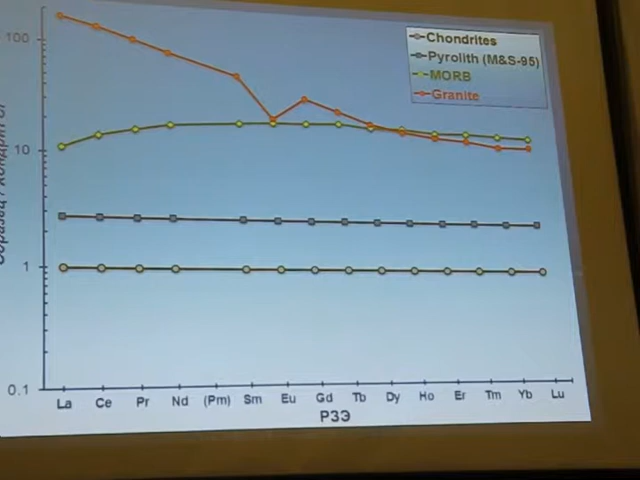 Chondrites
Pyrolith (M&S-95)
MORB
Granite
100
10
1
0.1
La Ce Pr Nd (Pm) Sm Eu Gd Tb Dy Ho Er Tm Yb Lu
РЗЭ